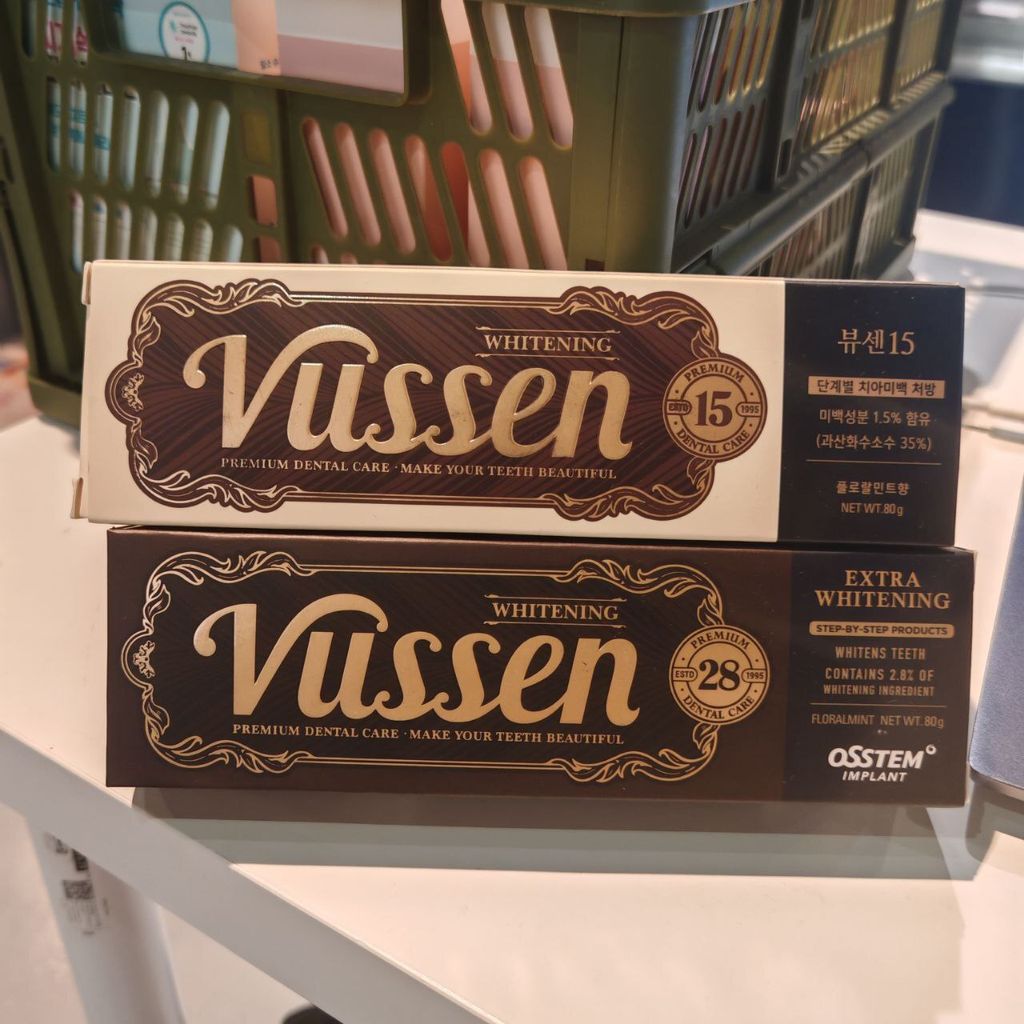 WHITENING
Vussen
PREMIUM
ESTD 15 1995
DENTAL CARE
PREMIUM DENTAL CARE · MAKE YOUR TEETH BEAUTIFUL
뷰센15
단계별 치아미백 처방
미백성분 1.5% 함유
(과산화수소수 35%)
플로랄민트향
NET WT.80g
WHITENING
Vussen
PREMIUM
ESTD 28 1995
DENTAL CARE
PREMIUM DENTAL CARE · MAKE YOUR TEETH BEAUTIFUL
EXTRA
WHITENING
STEP-BY-STEP PRODUCTS
WHITENS TEETH
CONTAINS 2.8% OF
WHITENING INGREDIENT
FLORALMINT NET WT.80g
OSSTEM
IMPLANT